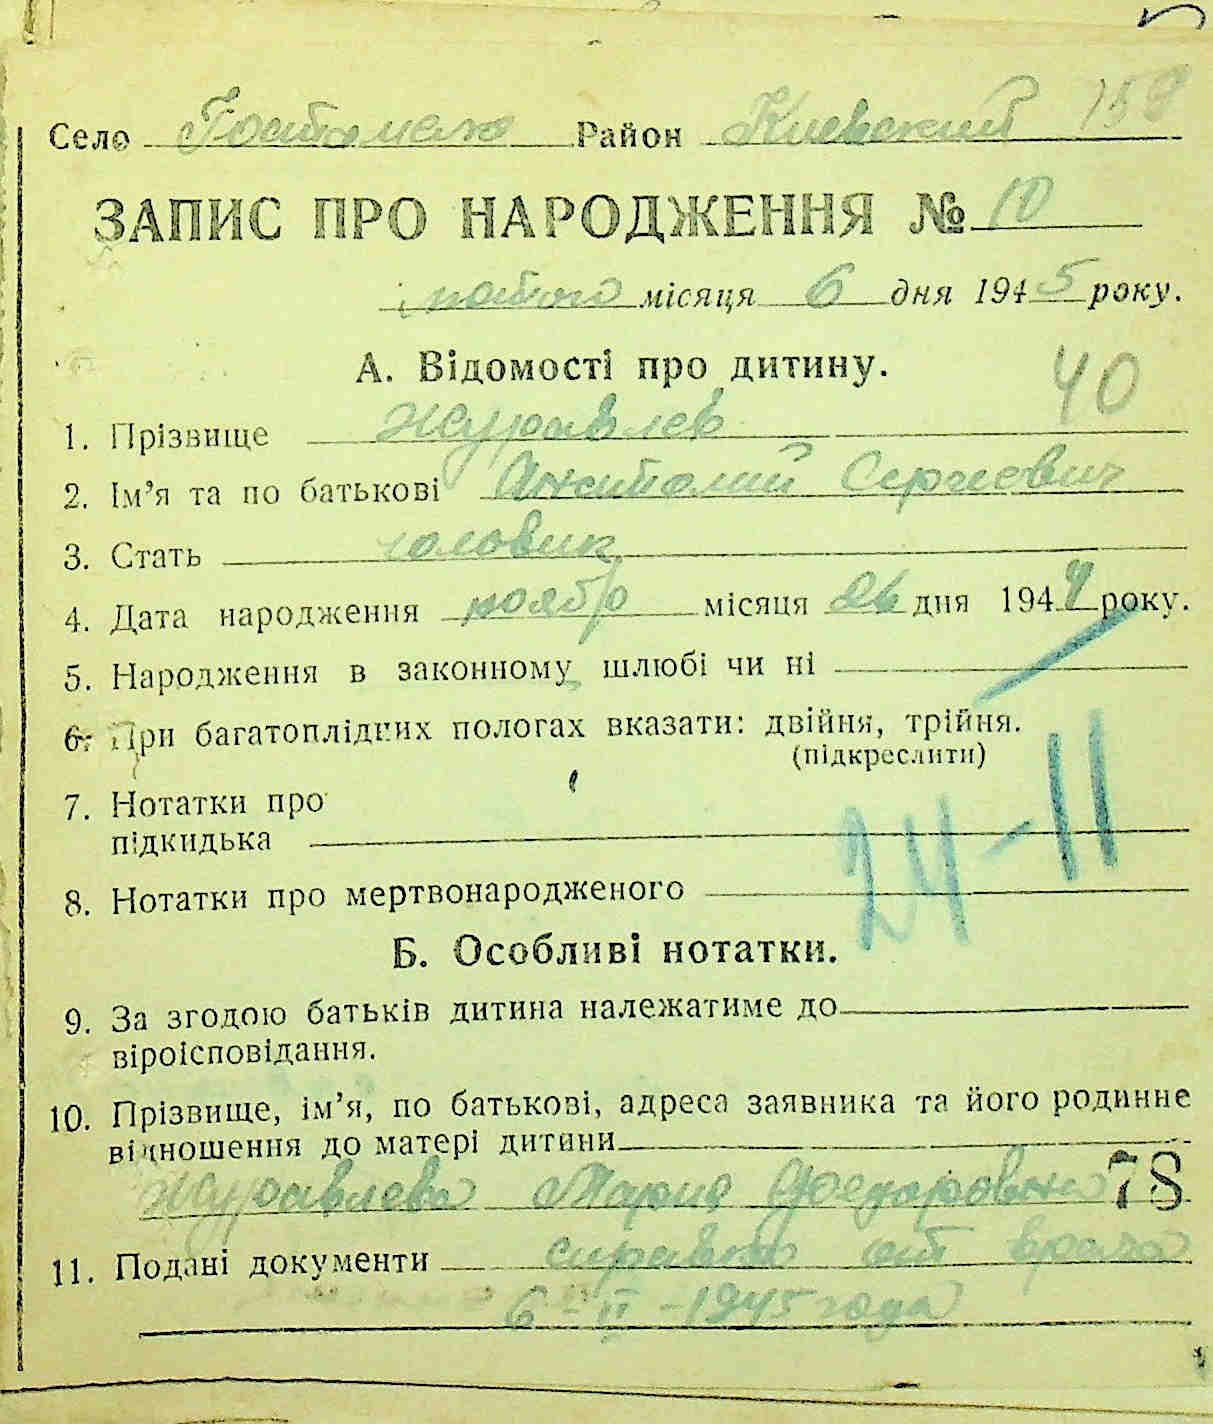 Село Гостомель Район Киевский 159
ЗАПИС ПРО НАРОДЖЕННЯ № 10
місяця 6 дня 1945 року.
А. Відомості про дитину.
40
1. Прізвище Журавлев
2. Ім’я та по батькові Анатолий Сергеевич
3. Стать чоловик
4. Дата народження ноябр місяця 26 дня 1944 року.
5. Народження в законному шлюбі чи ні
6. При багатоплідних пологах вказати: двійня, трійня.
(підкреслити)
7. Нотатки про
підкидька
24-11
8. Нотатки про мертвонародженого
Б. Особливі нотатки.
9. За згодою батьків дитина належатиме до
віроісповідання.
10. Прізвище, ім’я, по батькові, адреса заявника та його родинне
відношення до матері дитини
Журавлева Мария Федоровна 78
11. Подані документи справка от врача
6-II-1945 года